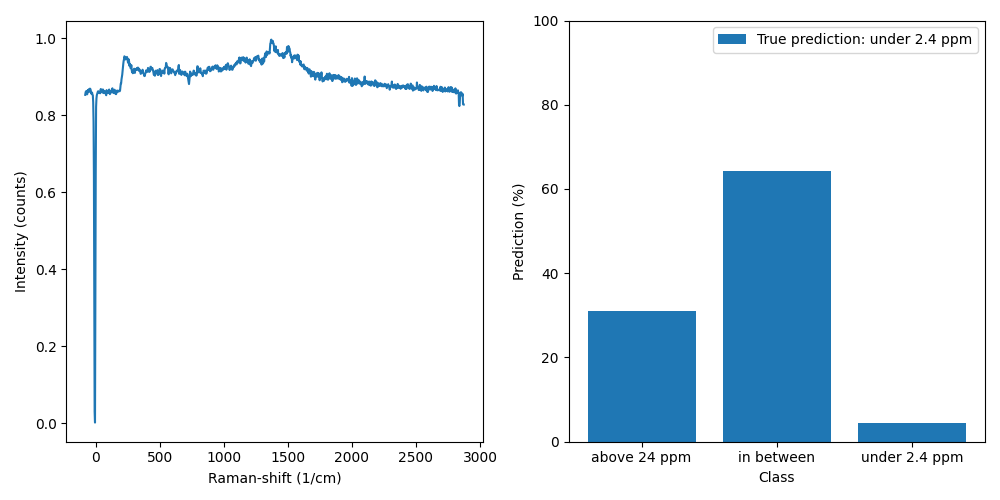 1.0
0.8
0.6
0.4
0.2
0.0
Intensity (counts)
0 500 1000 1500 2000 2500 3000
Raman-shift (1/cm)
100
80
60
40
20
0
Prediction (%)
True prediction: under 2.4 ppm
above 24 ppm in between under 2.4 ppm
Class